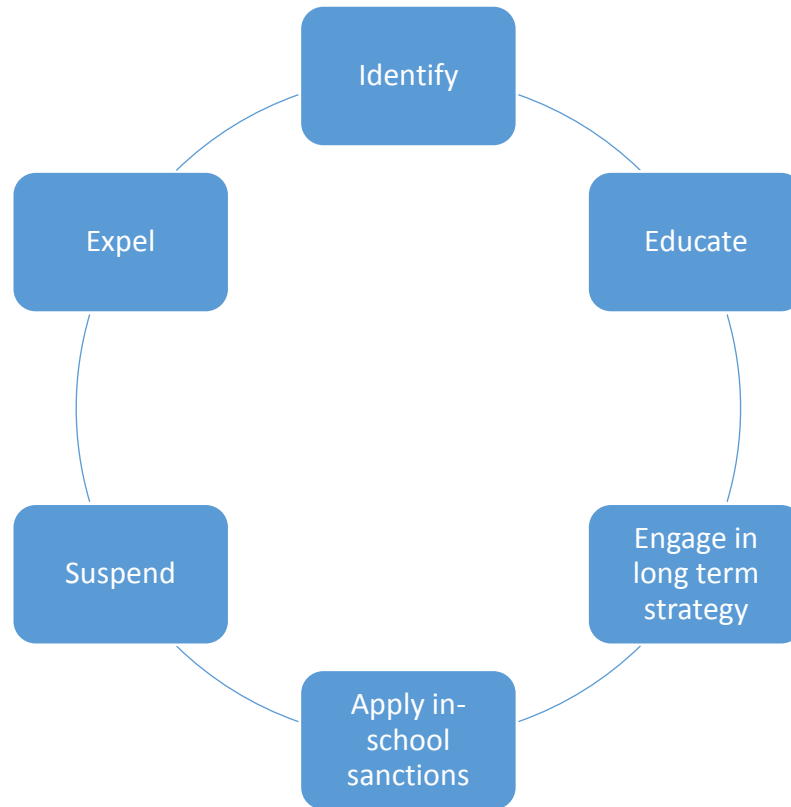 Identify
Educate
Engage in
long term
strategy
Apply in-
school
sanctions
Suspend
Expel